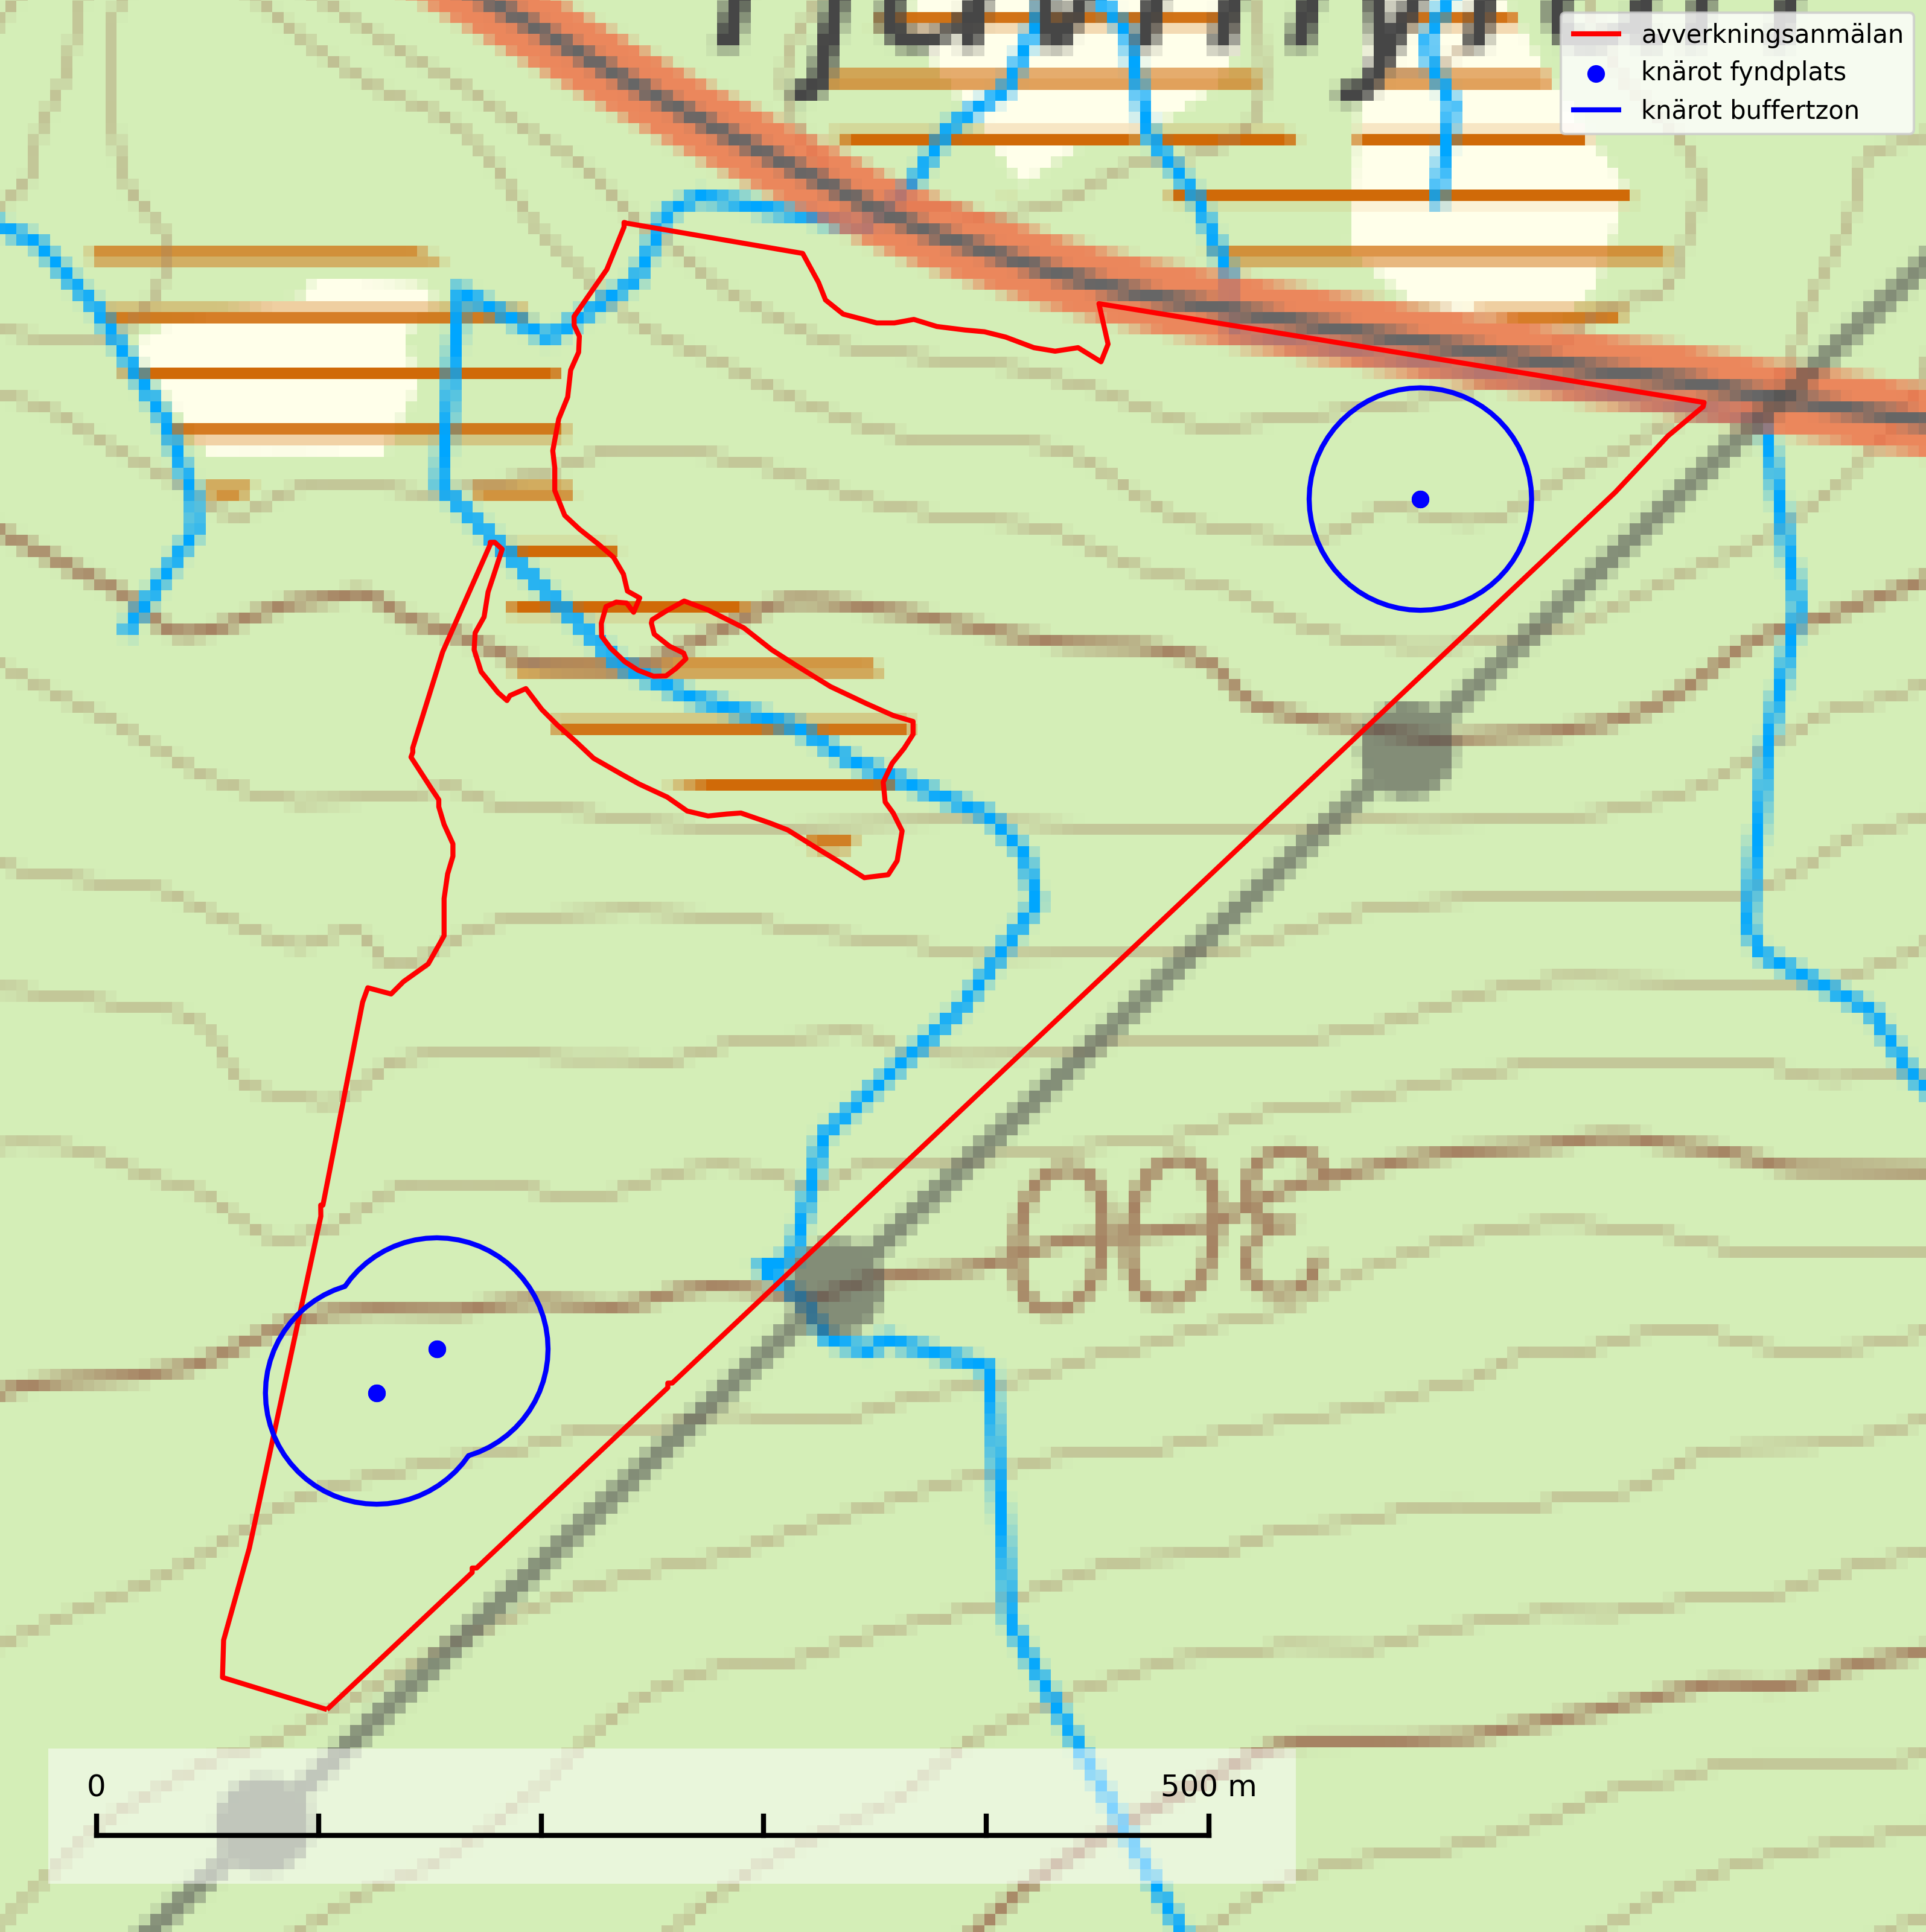 avverkningsanmälan
knärot fyndplats
knärot buffertzon
300
0 500 m